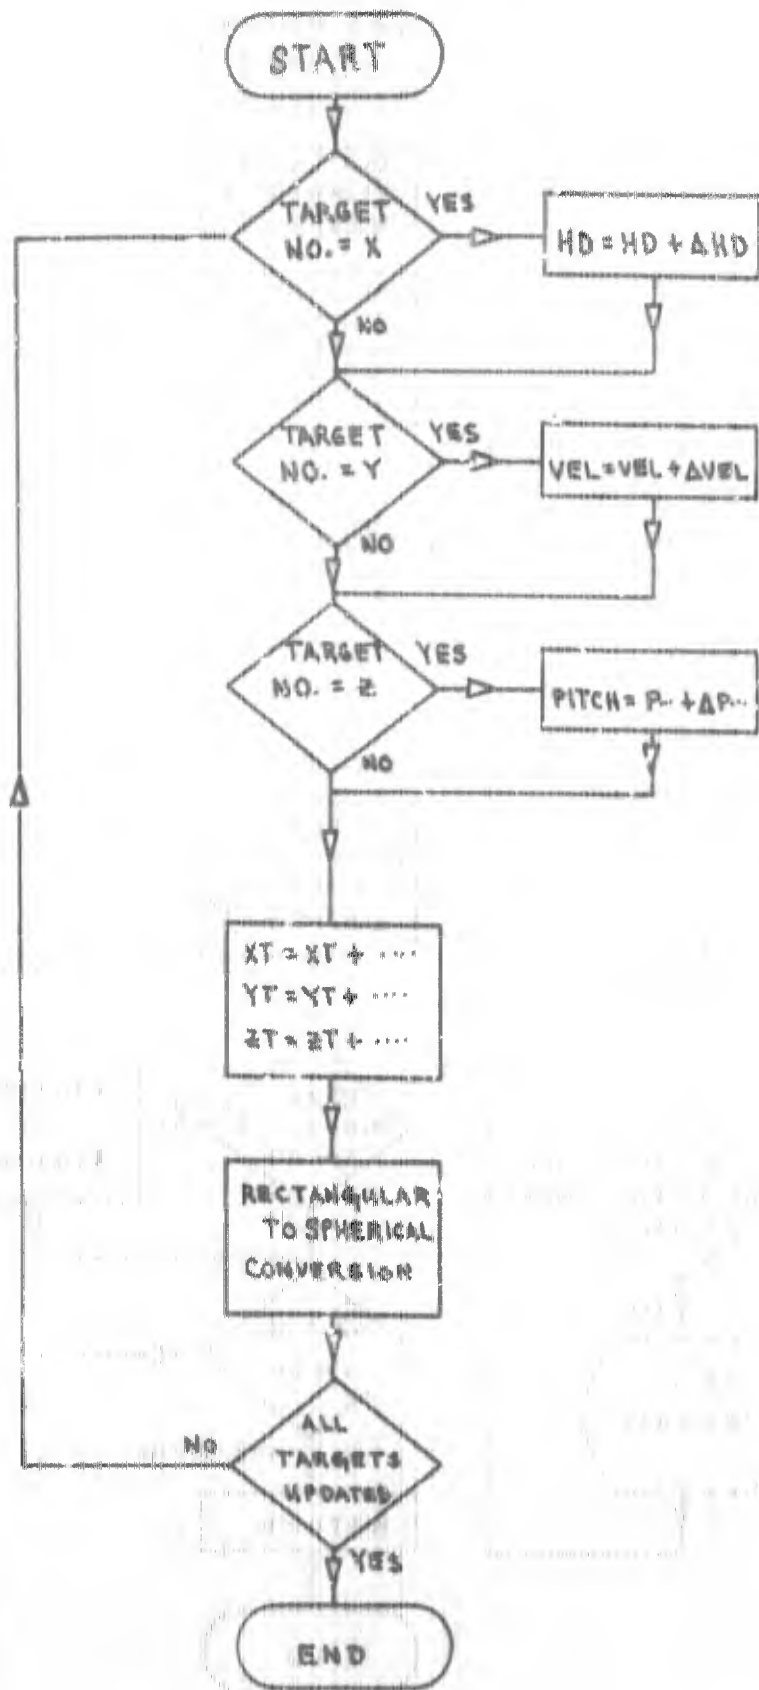 START
TARGET
NO. = X
YES
HD = HD + ΔHD
NO
TARGET
NO. = Y
YES
VEL = VEL + ΔVEL
NO
TARGET
NO. = Z
YES
PITCH = P... + ΔP...
NO
XT = XT + ....
YT = YT + ....
ZT = ZT + ....
RECTANGULAR
TO SPHERICAL
CONVERSION
ALL
TARGETS
UPDATED
NO
YES
END